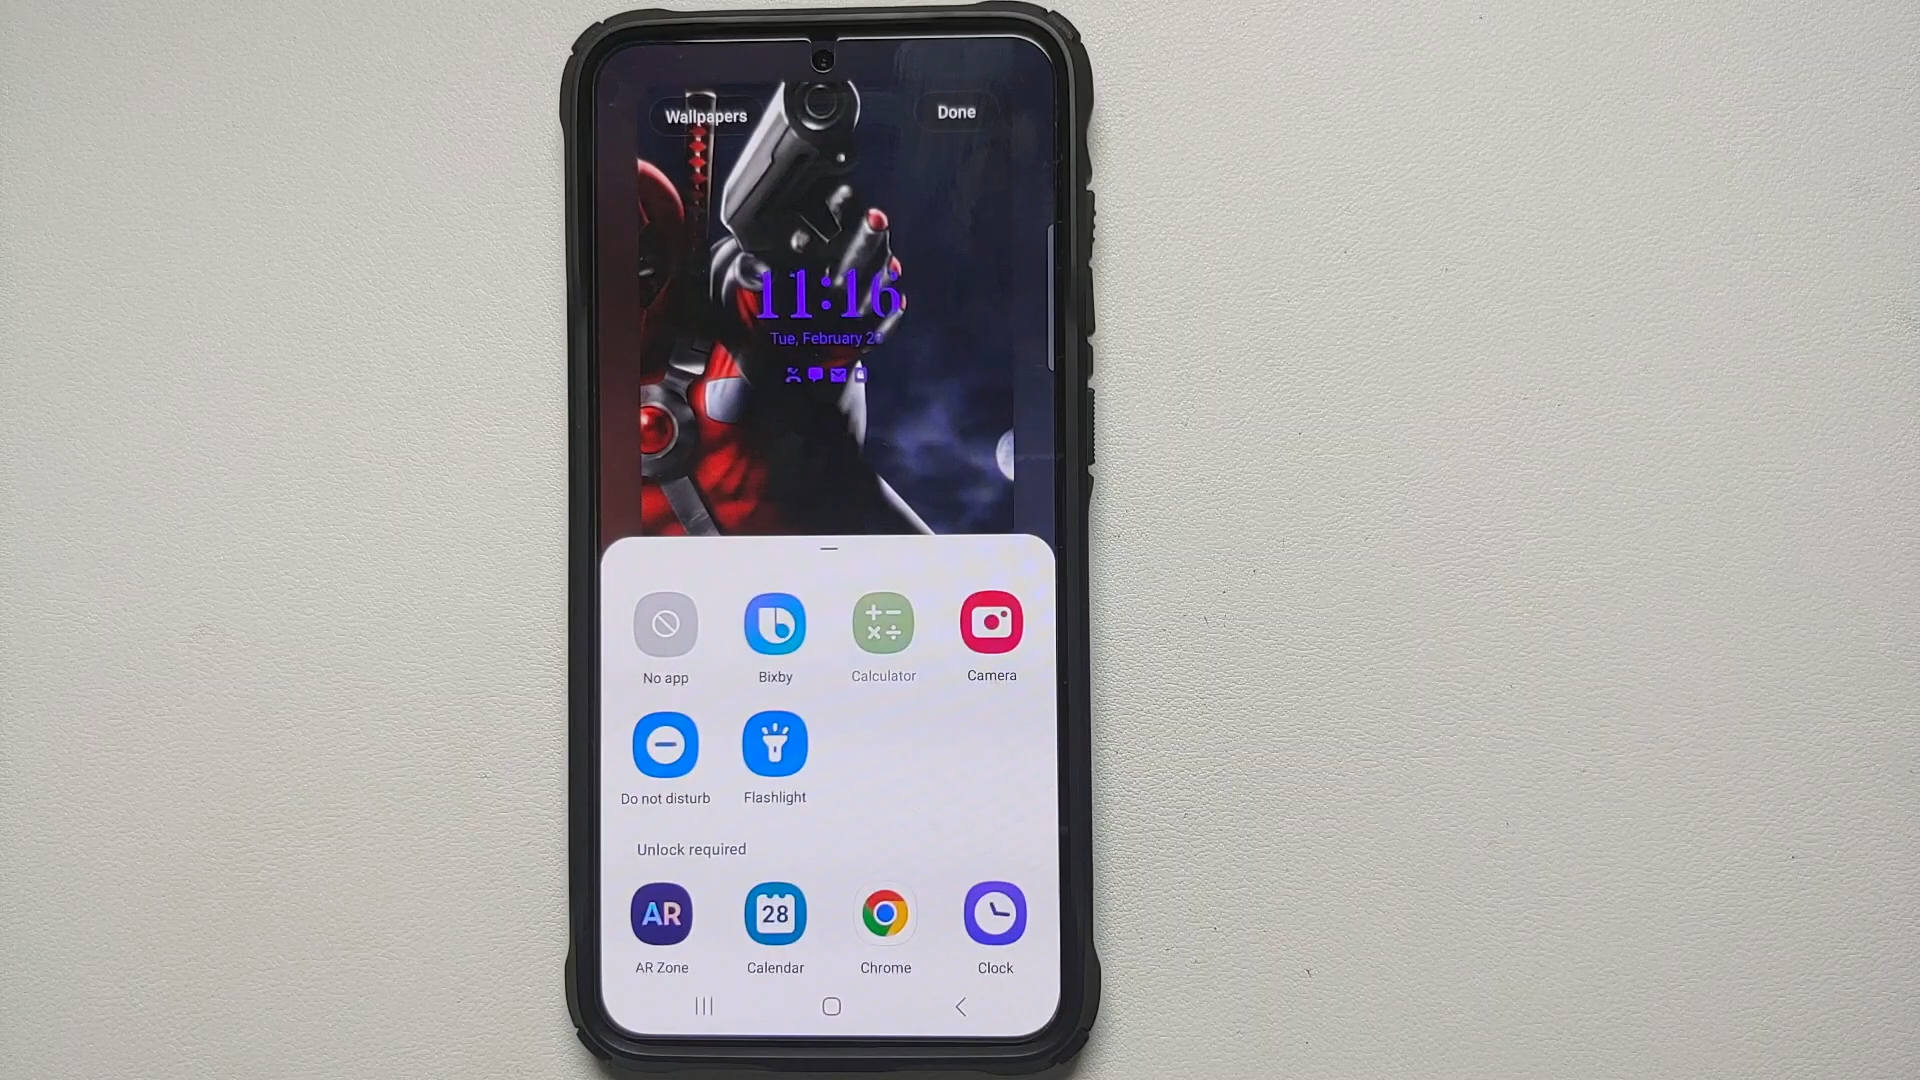 Wallpapers Done
11:16
Tue, February 28
No app Bixby Calculator Camera
Do not disturb Flashlight
Unlock required
AR 28
AR Zone Calendar Chrome Clock